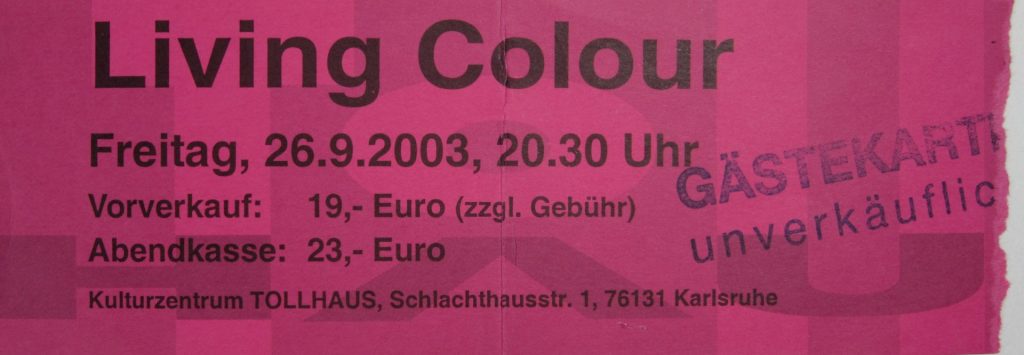 Living Colour
Freitag, 26.9.2003, 20.30 Uhr
Vorverkauf: 19,- Euro (zzgl. Gebühr)
Abendkasse: 23,- Euro
Kulturzentrum TOLLHAUS, Schlachthausstr. 1, 76131 Karlsruhe
GÄSTEKART
unverkäuflic